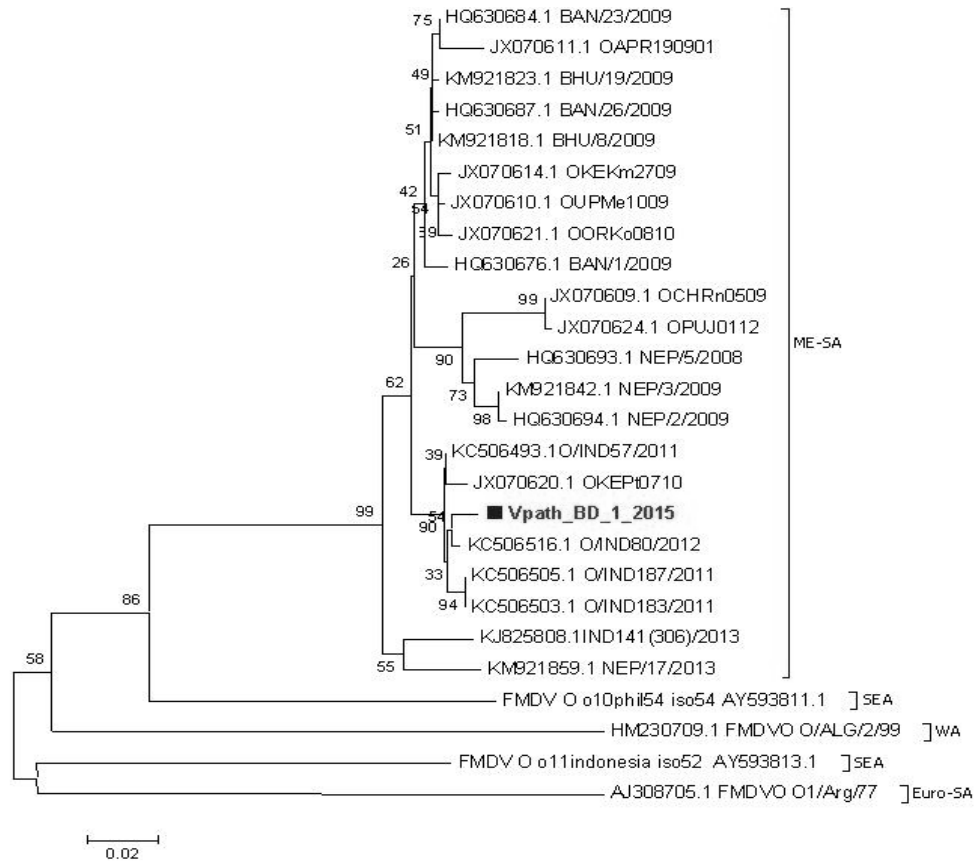 75
HQ630684.1 BAN/23/2009
JX070611.1 OAPR190901
49
KM921823.1 BHU/19/2009
HQ630687.1 BAN/26/2009
51
KM921818.1 BHU/8/2009
JX070614.1 OKEKm2709
42
54
JX070610.1 OUPMe1009
39
JX070621.1 OORKo0810
26
HQ630676.1 BAN/1/2009
99
JX070609.1 OCHRn0509
JX070624.1 OPUJ0112
ME-SA
90
HQ630693.1 NEP/5/2008
62
73
KM921842.1 NEP/3/2009
98
HQ630694.1 NEP/2/2009
39
KC506493.1O/IND57/2011
JX070620.1 OKEPt0710
99
54
Vpath_BD_1_2015
90
KC506516.1 O/IND80/2012
33
KC506505.1 O/IND187/2011
94
KC506503.1 O/IND183/2011
86
KJ825808.1IND141(306)/2013
55
KM921859.1 NEP/17/2013
58
FMDV O o10phil54 iso54 AY593811.1 SEA
HM230709.1 FMDVO O/ALG/2/99 WA
FMDV O o11indonesia iso52 AY593813.1 SEA
AJ308705.1 FMDVO O1/Arg/77 Euro-SA
0.02